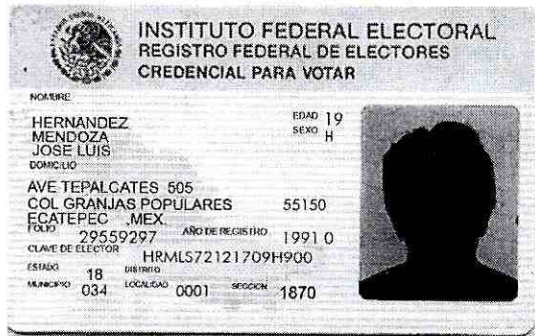 INSTITUTO FEDERAL ELECTORAL
REGISTRO FEDERAL DE ELECTORES
CREDENCIAL PARA VOTAR
NOMBRE
HERNANDEZ
MENDOZA
JOSE LUIS
EDAD 19
SEXO H
DOMICILIO
AVE TEPALCATES 505
COL GRANJAS POPULARES 55150
ECATEPEC ,MEX.
FOLIO 29559297 AÑO DE REGISTRO 1991 0
CLAVE DE ELECTOR HRMLS72121709H900
ESTADO 18 DISTRITO
MUNICIPIO 034 LOCALIDAD 0001 SECCION 1870